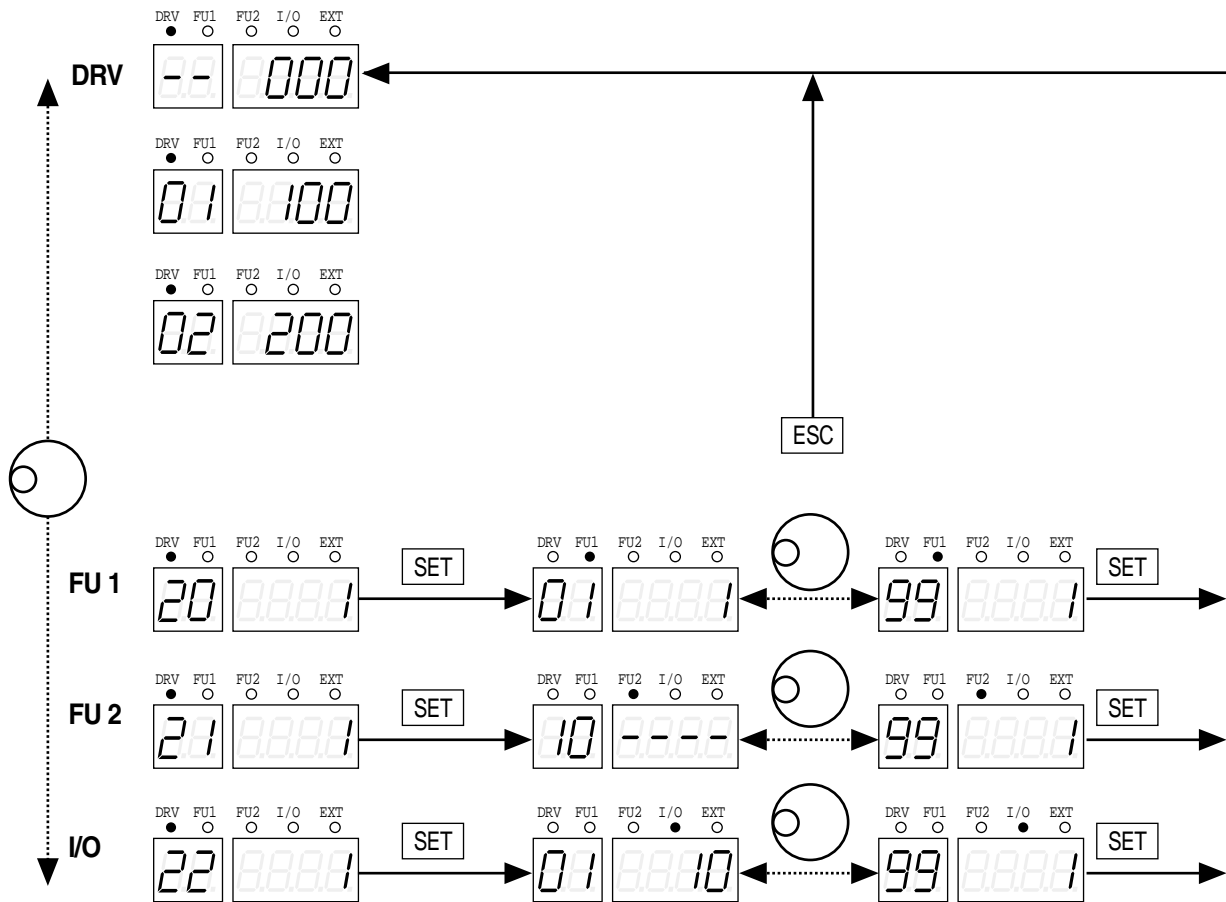 DRV FU1 FU2 I/O EXT
DRV -- 000
DRV FU1 FU2 I/O EXT
01 100
DRV FU1 FU2 I/O EXT
02 200
ESC
DRV FU1 FU2 I/O EXT DRV FU1 FU2 I/O EXT DRV FU1 FU2 I/O EXT
FU 1 20 1 SET 01 1 99 1 SET
DRV FU1 FU2 I/O EXT DRV FU1 FU2 I/O EXT DRV FU1 FU2 I/O EXT
FU 2 21 1 SET 10 ---- 99 1 SET
DRV FU1 FU2 I/O EXT DRV FU1 FU2 I/O EXT DRV FU1 FU2 I/O EXT
I/O 22 1 SET 01 10 99 1 SET